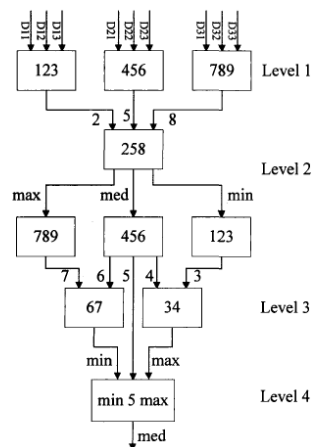 D11 D12 D13 D21 D22 D23 D31 D32 D33
123 456 789 Level 1
2 5 8
258
Level 2
max med min
789 456 123
7 6 5 4 3
67 34 Level 3
min max
min 5 max Level 4
med